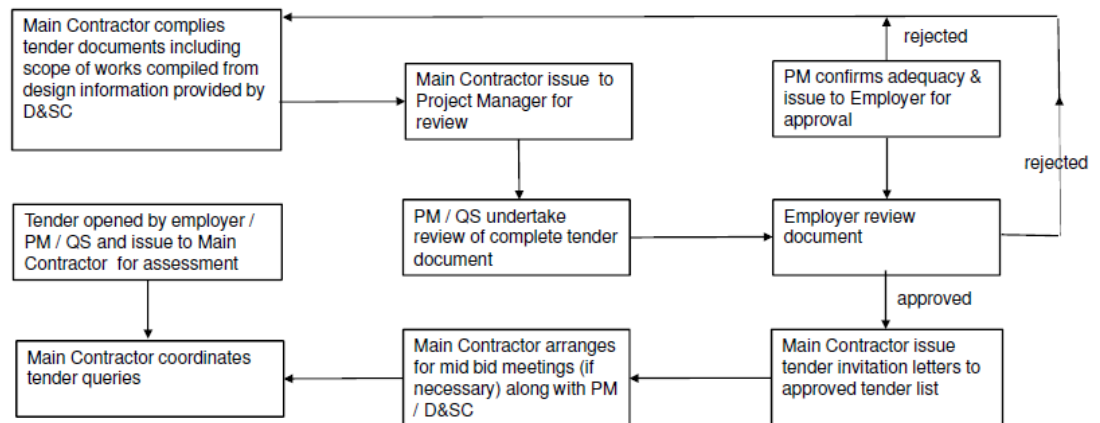 Main Contractor complies
tender documents including
scope of works compiled from
design information provided by
D&SC
Main Contractor issue to
Project Manager for
review
rejected
PM confirms adequacy &
issue to Employer for
approval
rejected
Tender opened by employer /
PM / QS and issue to Main
Contractor for assessment
PM / QS undertake
review of complete tender
document
Employer review
document
approved
Main Contractor coordinates
tender queries
Main Contractor arranges
for mid bid meetings (if
necessary) along with PM
/ D&SC
Main Contractor issue
tender invitation letters to
approved tender list